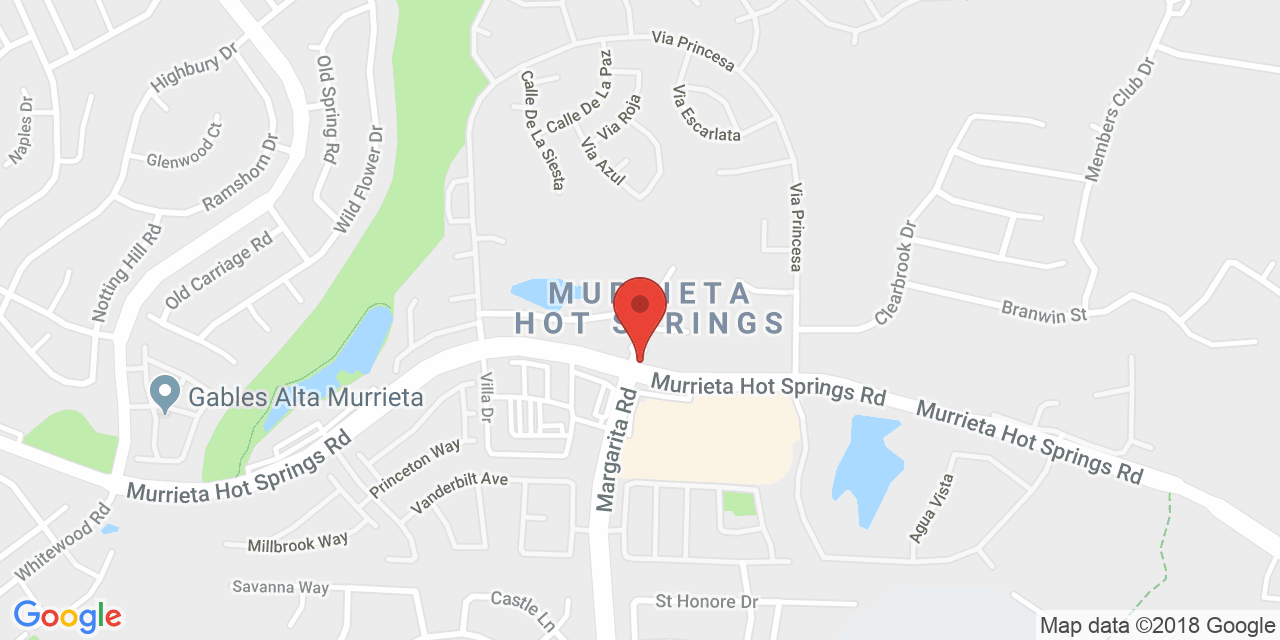 Via Princesa
Highbury Dr
Old Spring Rd
Calle De La Paz
Calle De La Siesta
Via Roja
Via Escarlata
Members Club Dr
Naples Dr
Glenwood Ct
Ramshorn Dr
Wild Flower Dr
Via Azul
Via Princesa
Notting Hill Rd
Old Carriage Rd
Clearbrook Dr
MURRIETA
HOT SPRINGS
Branwin St
Gables Alta Murrieta
Villa Dr
Murrieta Hot Springs Rd
Margarita Rd
Murrieta Hot Springs Rd
Murrieta Hot Springs Rd
Princeton Way
Vanderbilt Ave
Agua Vista
Whitewood Rd
Millbrook Way
Savanna Way
Castle Ln
St Honore Dr
Google
Map data ©2018 Google